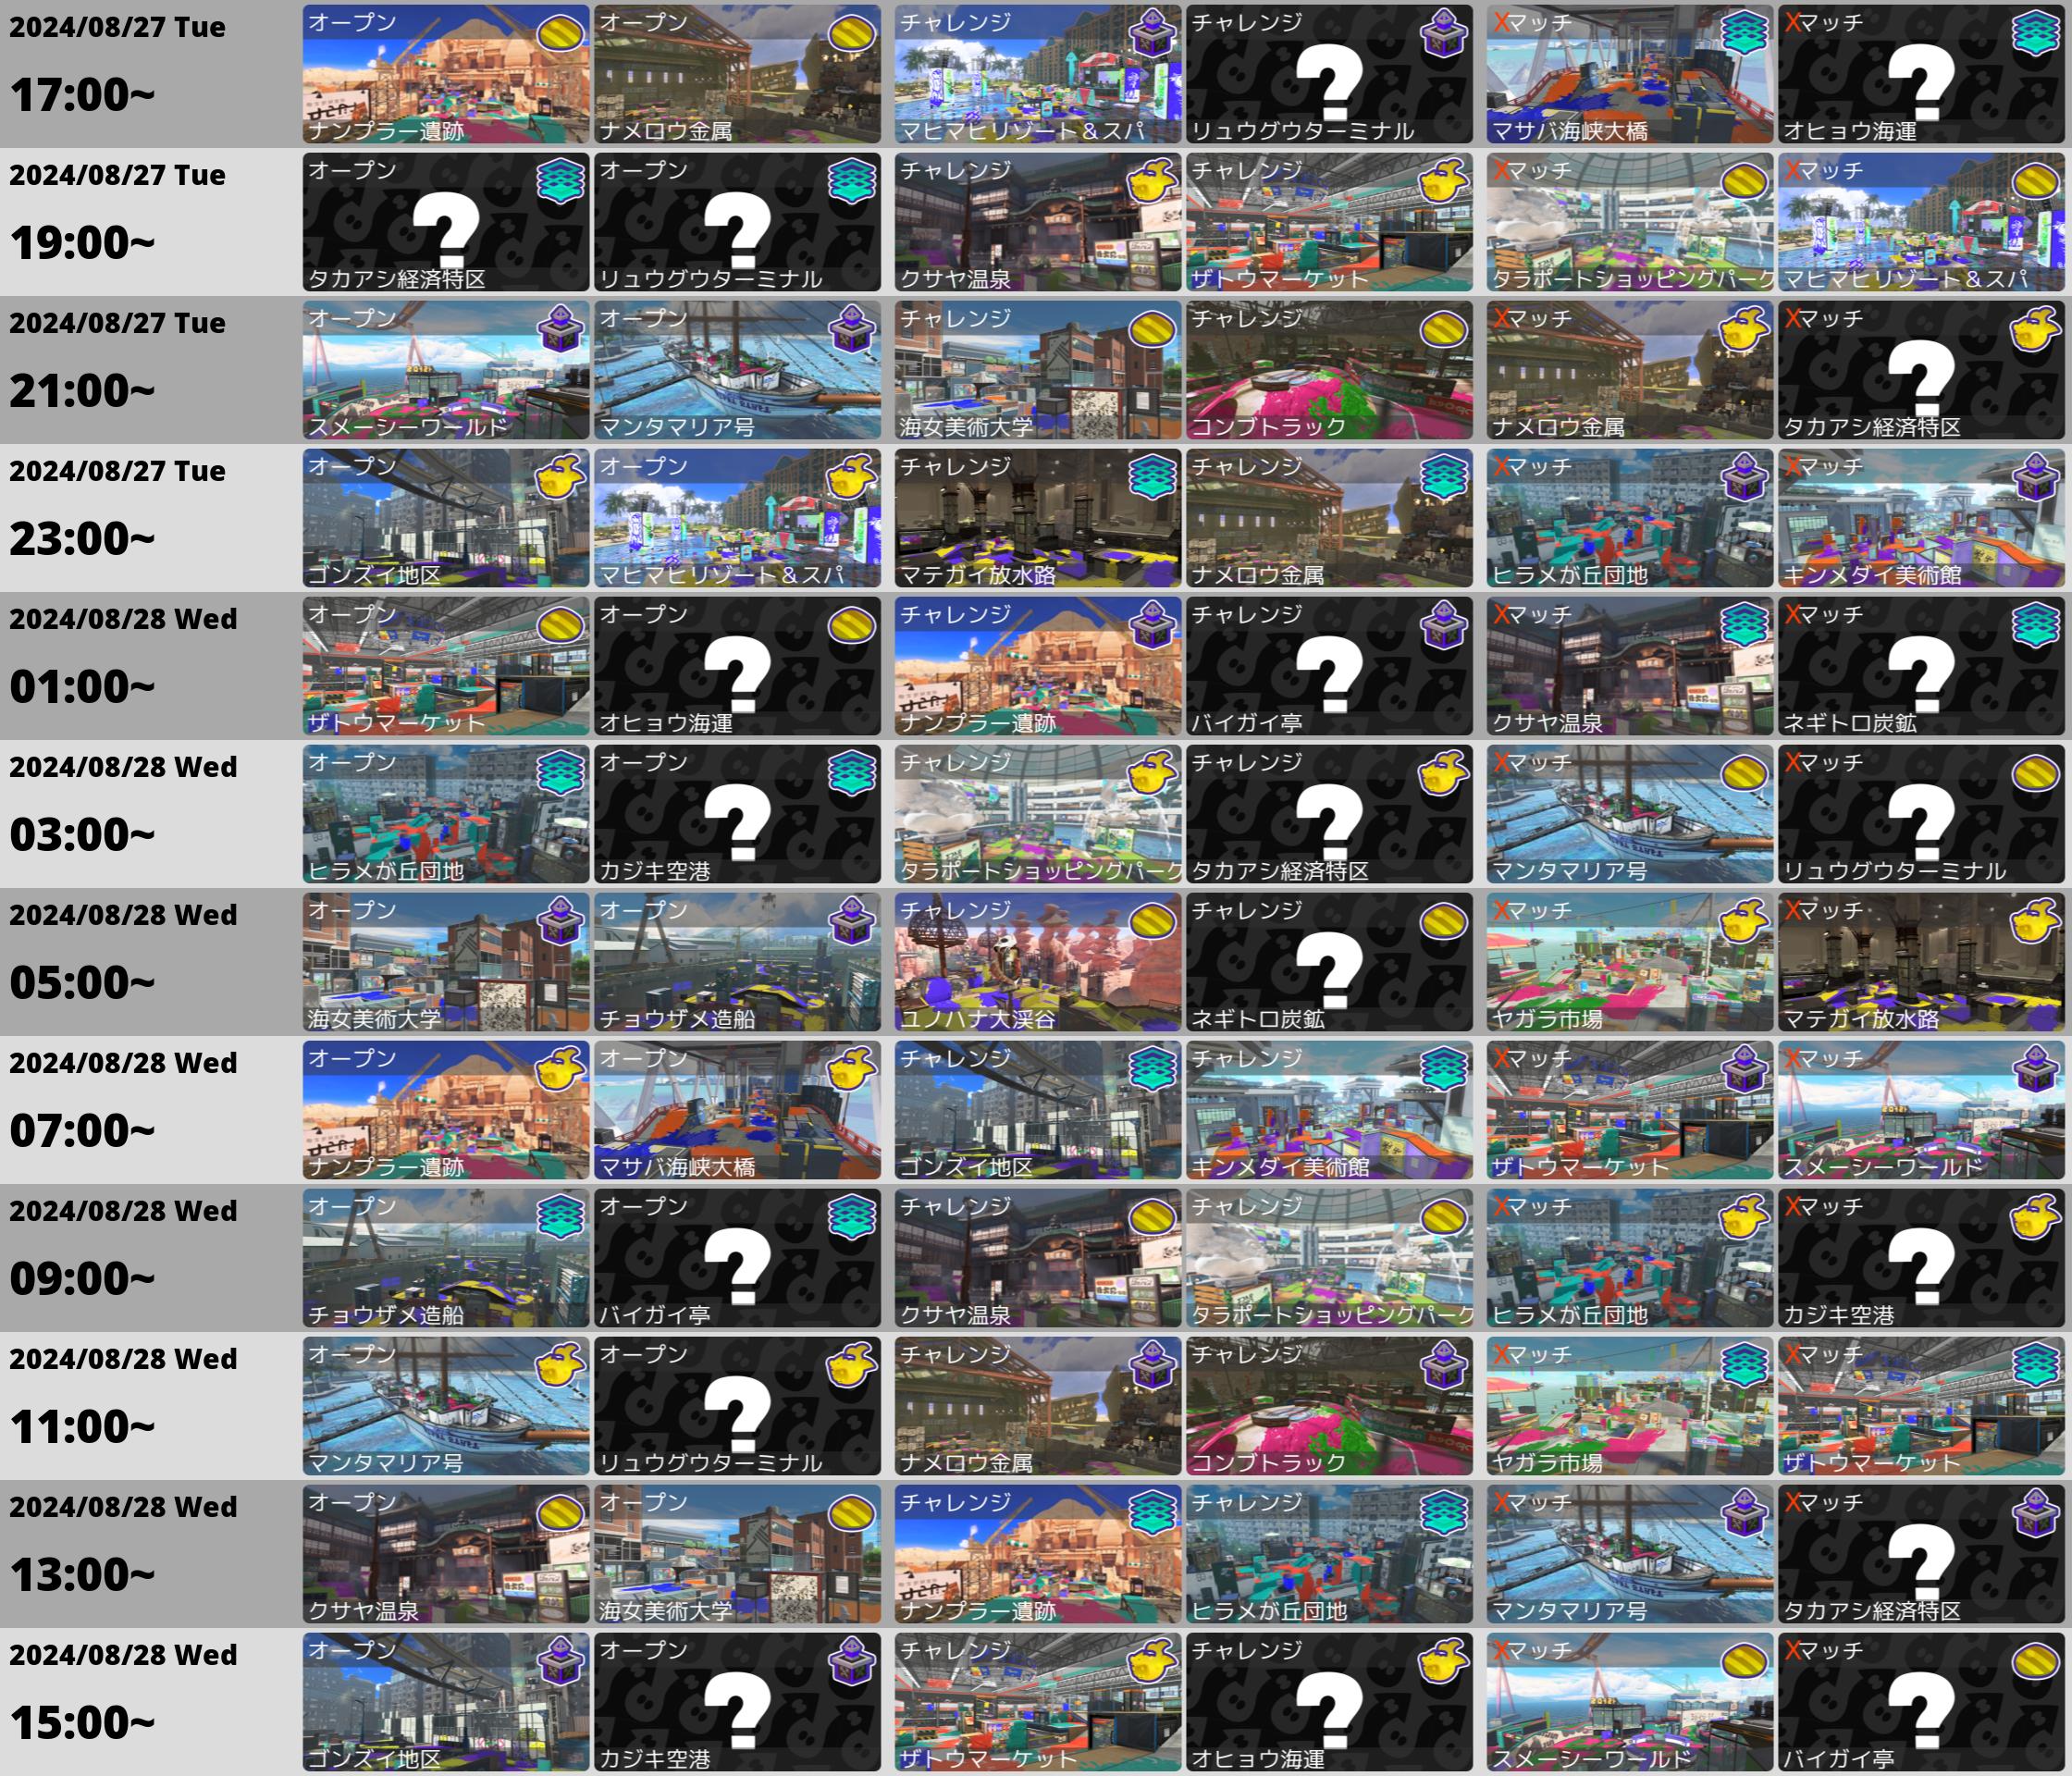 2024/08/27 Tue
17:00~
オープン
ナンプラー遺跡
オープン
ナメロウ金属
チャレンジ
マヒマヒリゾート＆スパ
チャレンジ
リュウグウターミナル
Xマッチ
マサバ海峡大橋
Xマッチ
オヒョウ海運
2024/08/27 Tue
19:00~
オープン
タカアシ経済特区
オープン
リュウグウターミナル
チャレンジ
クサヤ温泉
チャレンジ
ザトウマーケット
Xマッチ
タラポートショッピングパーク
Xマッチ
マヒマヒリゾート＆スパ
2024/08/27 Tue
21:00~
オープン
スメーシーワールド
オープン
マンタマリア号
チャレンジ
海女美術大学
チャレンジ
コンブトラック
Xマッチ
ナメロウ金属
Xマッチ
タカアシ経済特区
2024/08/27 Tue
23:00~
オープン
ゴンズイ地区
オープン
マヒマヒリゾート＆スパ
チャレンジ
マテガイ放水路
チャレンジ
ナメロウ金属
Xマッチ
ヒラメが丘団地
Xマッチ
キンメダイ美術館
2024/08/28 Wed
01:00~
オープン
ザトウマーケット
オープン
オヒョウ海運
チャレンジ
ナンプラー遺跡
チャレンジ
バイガイ亭
Xマッチ
クサヤ温泉
Xマッチ
ネギトロ炭鉱
2024/08/28 Wed
03:00~
オープン
ヒラメが丘団地
オープン
カジキ空港
チャレンジ
タラポートショッピングパーク
チャレンジ
タカアシ経済特区
Xマッチ
マンタマリア号
Xマッチ
リュウグウターミナル
2024/08/28 Wed
05:00~
オープン
海女美術大学
オープン
チョウザメ造船
チャレンジ
ユノハナ大渓谷
チャレンジ
ネギトロ炭鉱
Xマッチ
ヤガラ市場
Xマッチ
マテガイ放水路
2024/08/28 Wed
07:00~
オープン
ナンプラー遺跡
オープン
マサバ海峡大橋
チャレンジ
ゴンズイ地区
チャレンジ
キンメダイ美術館
Xマッチ
ザトウマーケット
Xマッチ
スメーシーワールド
2024/08/28 Wed
09:00~
オープン
チョウザメ造船
オープン
バイガイ亭
チャレンジ
クサヤ温泉
チャレンジ
タラポートショッピングパーク
Xマッチ
ヒラメが丘団地
Xマッチ
カジキ空港
2024/08/28 Wed
11:00~
オープン
マンタマリア号
オープン
リュウグウターミナル
チャレンジ
ナメロウ金属
チャレンジ
コンブトラック
Xマッチ
ヤガラ市場
Xマッチ
ザトウマーケット
2024/08/28 Wed
13:00~
オープン
クサヤ温泉
オープン
海女美術大学
チャレンジ
ナンプラー遺跡
チャレンジ
ヒラメが丘団地
Xマッチ
マンタマリア号
Xマッチ
タカアシ経済特区
2024/08/28 Wed
15:00~
オープン
ゴンズイ地区
オープン
カジキ空港
チャレンジ
ザトウマーケット
チャレンジ
オヒョウ海運
Xマッチ
スメーシーワールド
Xマッチ
バイガイ亭